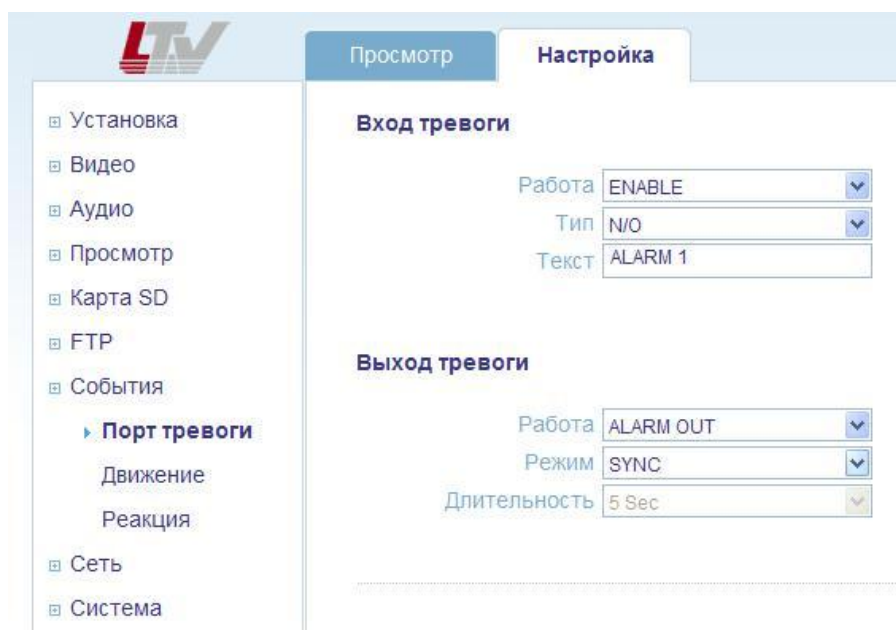 LTV
Просмотр
Настройка
Установка
Видео
Аудио
Просмотр
Карта SD
FTP
События
Порт тревоги
Движение
Реакция
Сеть
Система
Вход тревоги
Работа ENABLE
Тип N/O
Текст ALARM 1
Выход тревоги
Работа ALARM OUT
Режим SYNC
Длительность 5 Sec